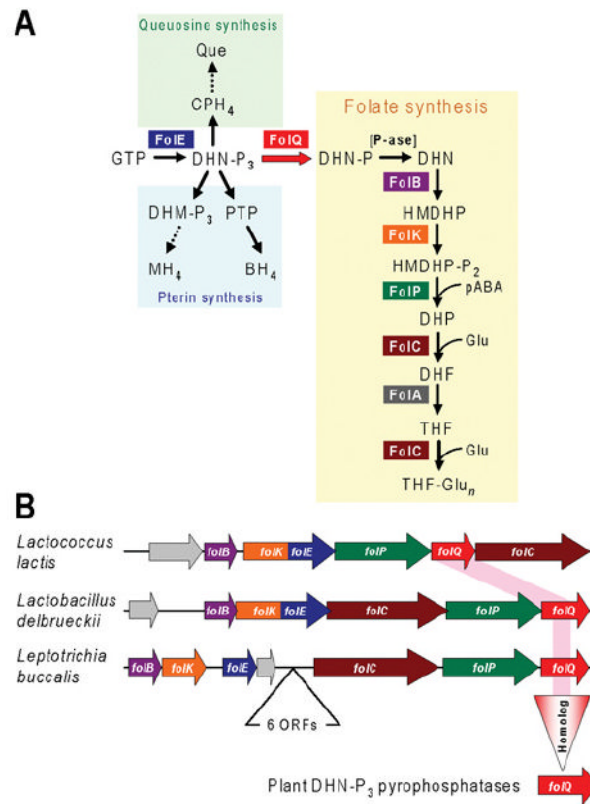 A
Queuosine synthesis
Que
CPH4
Folate synthesis
FolE
FolQ
[P-ase]
GTP
DHN-P3
DHN-P
DHN
FolB
DHM-P3
PTP
HMDHP
FolK
MH4
BH4
HMDHP-P2
Pterin synthesis
FolP
pABA
DHP
FolC
Glu
DHF
FolA
THF
FolC
Glu
THF-Glun
B
Lactococcus
lactis
folB
folK
folE
folP
folQ
folC
Lactobacillus
delbrueckii
folB
folK
folE
folC
folP
folQ
Leptotrichia
buccalis
folB
folK
folE
folC
folP
folQ
6 ORFs
Homolog
Plant DHN-P3 pyrophosphatases
folQ